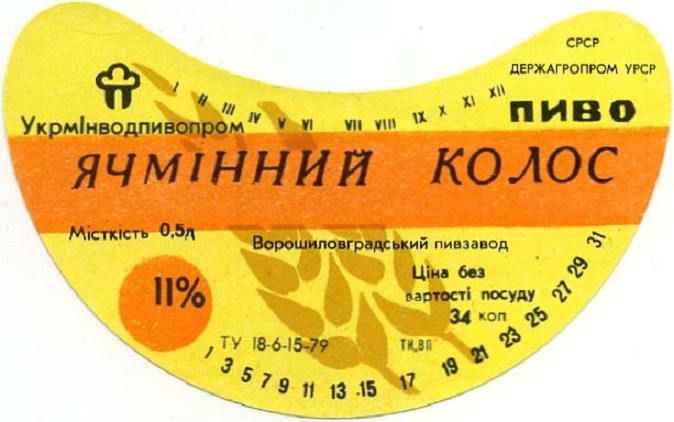 СРСР
ДЕРЖАГРОПРОМ УРСР
I II III IV V VI VII VIII IX X XI XII
ПИВО
УкрмІнводпивопром
ЯЧМІННИЙ КОЛОС
Місткість 0,5л
Ворошиловградський пивзавод
11%
Ціна без
вартості посуду
34 коп
ТУ 18-6-15-79
1 3 5 7 9 11 13 15 17 19 21 23 25 27 29 31